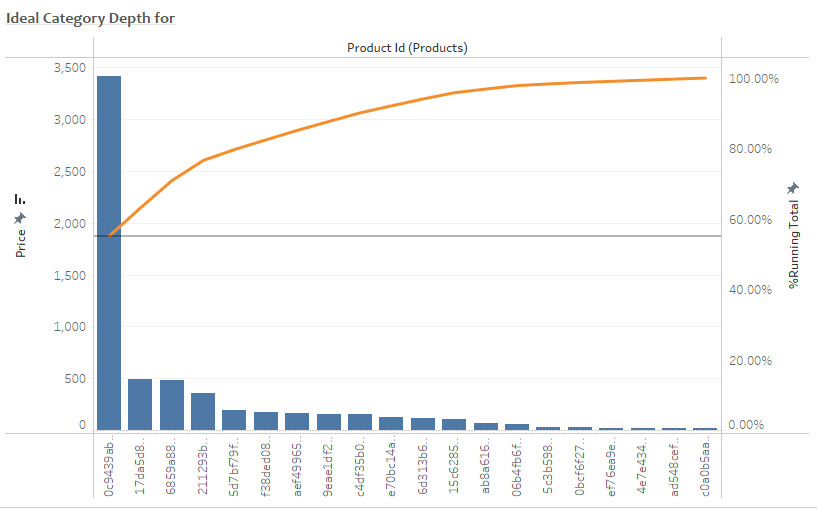 Ideal Category Depth for
Product Id (Products)
3,500
3,000
2,500
2,000
1,500
1,000
500
0
Price
100.00%
80.00%
60.00%
40.00%
20.00%
0.00%
%Running Total
0c9439ab..
17da5d8..
6859a88..
211293b..
5d7bf79f..
f38ded08..
aef49965..
9eae1df2..
c4df35b0..
e70bc14a..
6d313b6..
15c6285..
ab8a616..
06b4fb6f..
5c3b598..
0bcf6f27..
ef76ea9e..
4e7e434..
ad548cef..
c0a0b5aa..